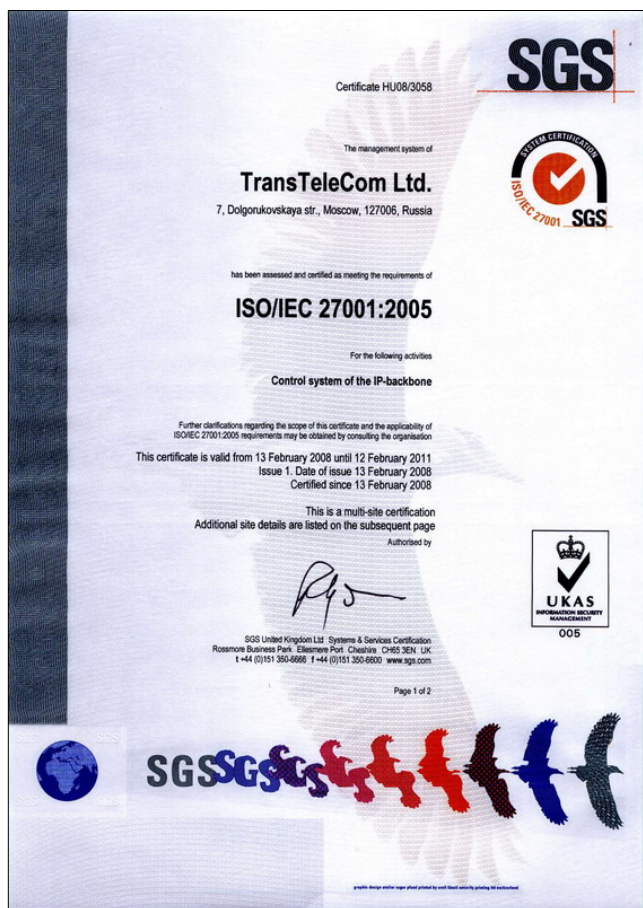 SGS
Certificate HU08/3058
The management system of
TransTeleCom Ltd.
7, Dolgorukovskaya str., Moscow, 127006, Russia
SYSTEM CERTIFICATION
ISO/IEC 27001
SGS
has been assessed and certified as meeting the requirements of
ISO/IEC 27001:2005
For the following activities
Control system of the IP-backbone
Further clarifications regarding the scope of this certificate and the applicability of
ISO/IEC 27001:2005 requirements may be obtained by consulting the organisation
This certificate is valid from 13 February 2008 until 12 February 2011
Issue 1. Date of issue 13 February 2008
Certified since 13 February 2008
This is a multi-site certification
Additional site details are listed on the subsequent page
Authorised by
UKAS
INFORMATION SECURITY
MANAGEMENT
005
SGS United Kingdom Ltd Systems & Services Certification
Rossmore Business Park Ellesmere Port Cheshire CH65 3EN UK
t +44 (0)151 350-6666 f +44 (0)151 350-6600 www.sgs.com
Page 1 of 2
SGSSGSSGS